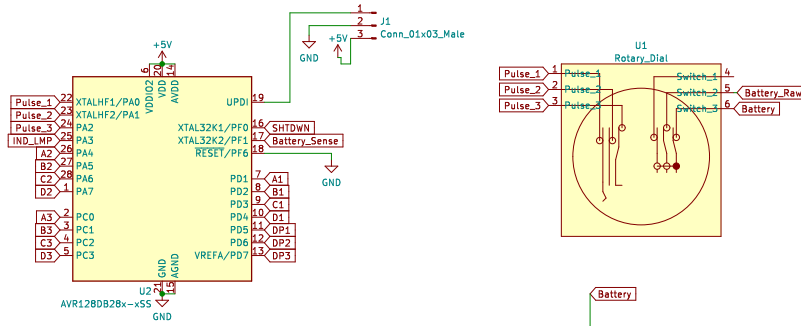 1
2
3
J1
Conn_01x03_Male
+5V
GND
+5V
6
20
14
VDDIO2
VDD
AVDD
Pulse_1 22 XTALHF1/PA0
UPDI 19
Pulse_2 23 XTALHF2/PA1
Pulse_3 24 PA2
XTAL32K1/PF0 16 SHTDWN
IND_LMP 25 PA3
XTAL32K2/PF1 17 Battery_Sense
A2 26 PA4
RESET/PF6 18
B2 27 PA5
GND
C2 28 PA6
PD1 7 A1
D2 1 PA7
PD2 8 B1
PD3 9 C1
A3 2 PC0
PD4 10 D1
B3 3 PC1
PD5 11 DP1
C3 4 PC2
PD6 12 DP2
D3 5 PC3
VREFA/PD7 13 DP3
GND
AGND
21
15
U2
AVR128DB28x-xSS
GND
U1
Rotary_Dial
Pulse_1 1 Pulse_1
Switch_1 4
Pulse_2 2 Pulse_2
Switch_2 5 Battery_Raw
Pulse_3 3 Pulse_3
Switch_3 6 Battery
Battery